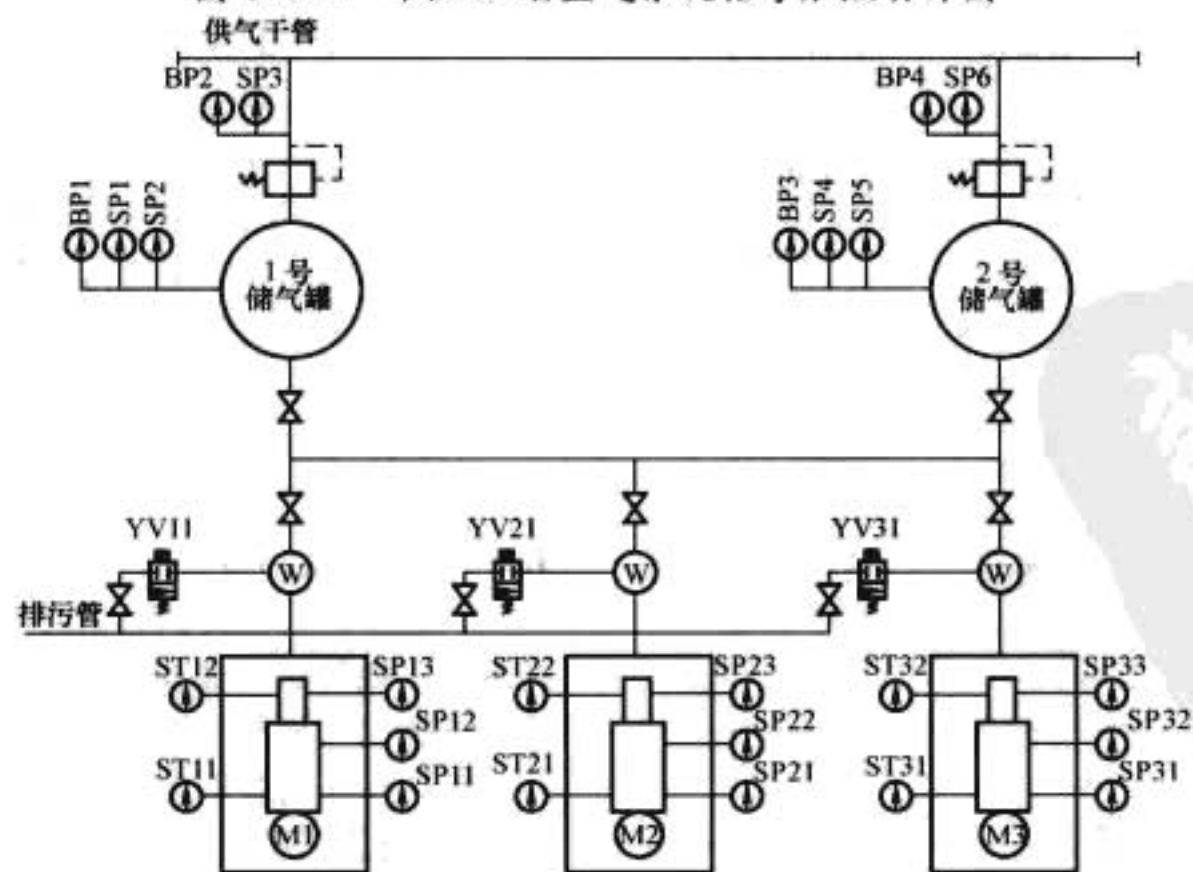 供气干管
BP2 SP3
BP4 SP6
BP1
SP1
SP2
BP3
SP4
SP5
1号
储气罐
2号
储气罐
YV11
YV21
YV31
W
W
W
排污管
ST12
SP13
ST22
SP23
ST32
SP33
SP12
SP22
SP32
ST11
SP11
ST21
SP21
ST31
SP31
M1
M2
M3